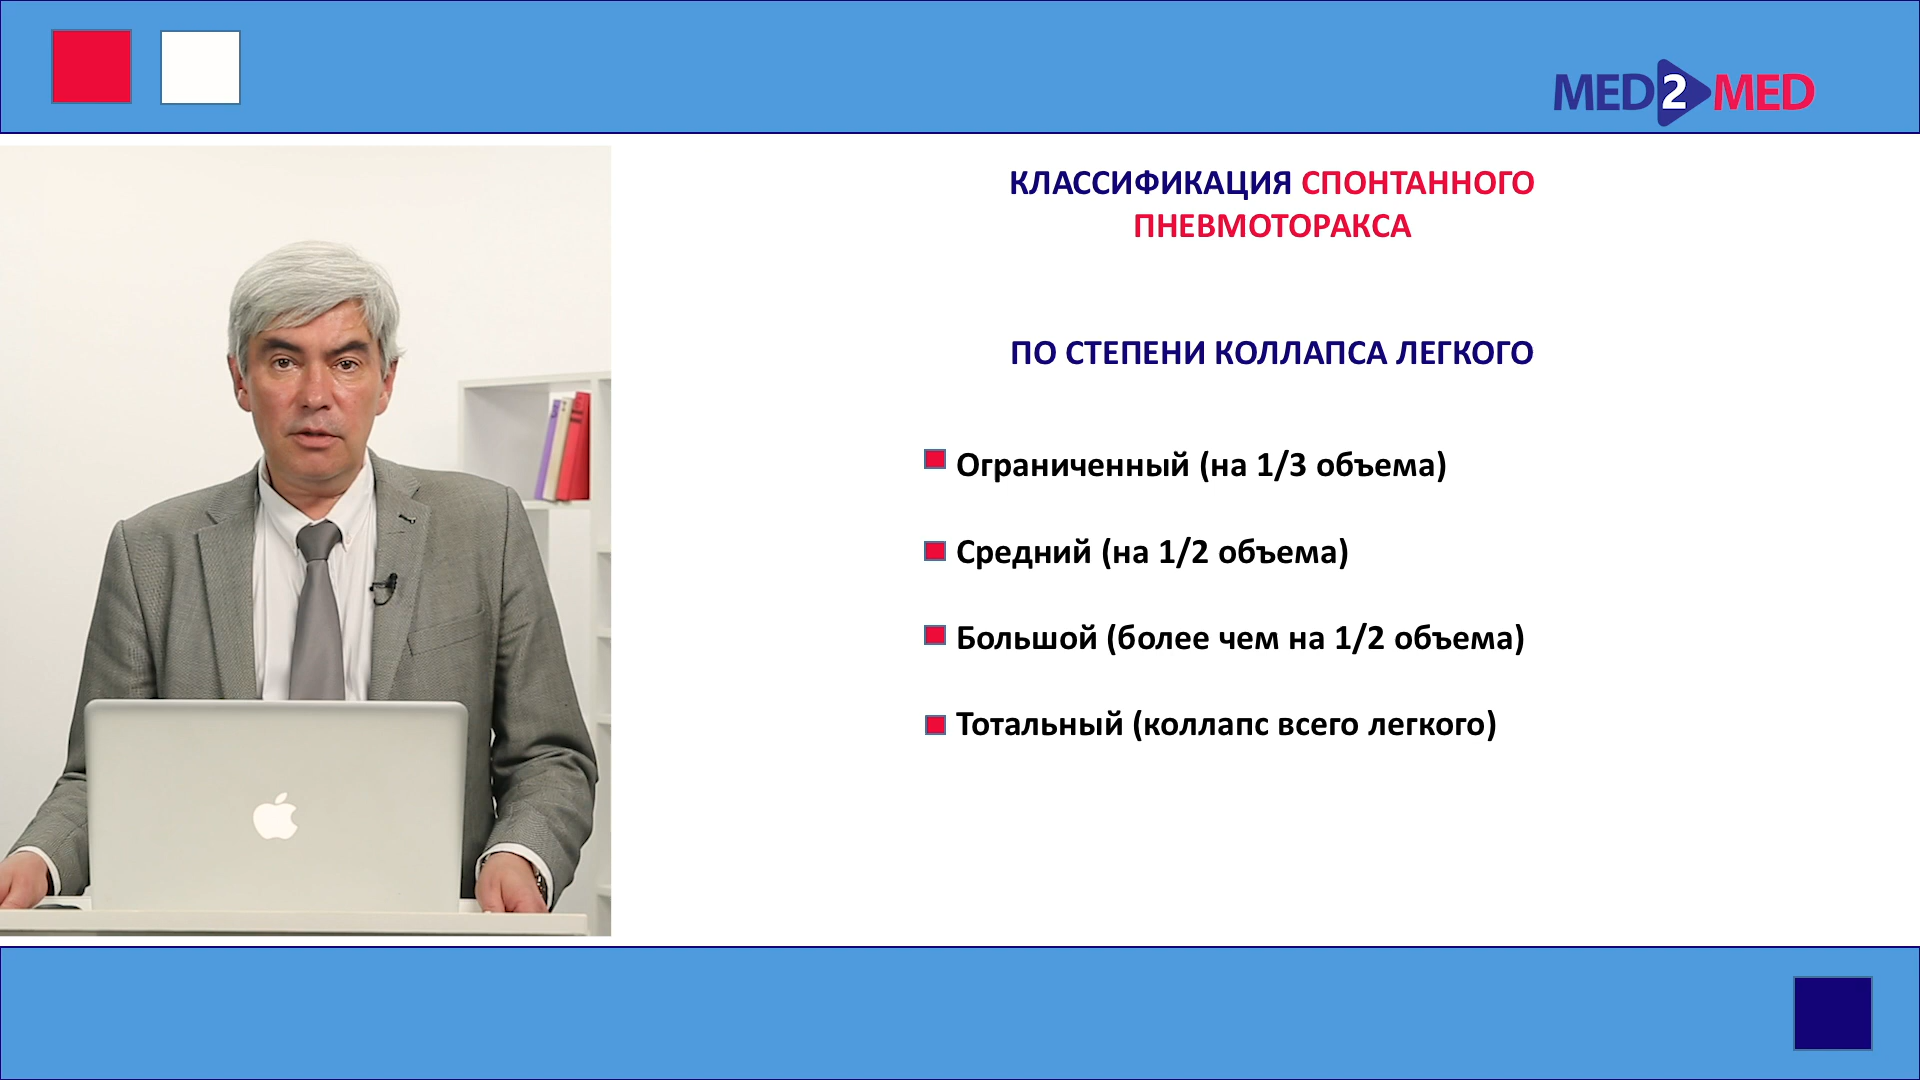 MED2MED
КЛАССИФИКАЦИЯ СПОНТАННОГО
ПНЕВМОТОРАКСА
ПО СТЕПЕНИ КОЛЛАПСА ЛЕГКОГО
Ограниченный (на 1/3 объема)
Средний (на 1/2 объема)
Большой (более чем на 1/2 объема)
Тотальный (коллапс всего легкого)